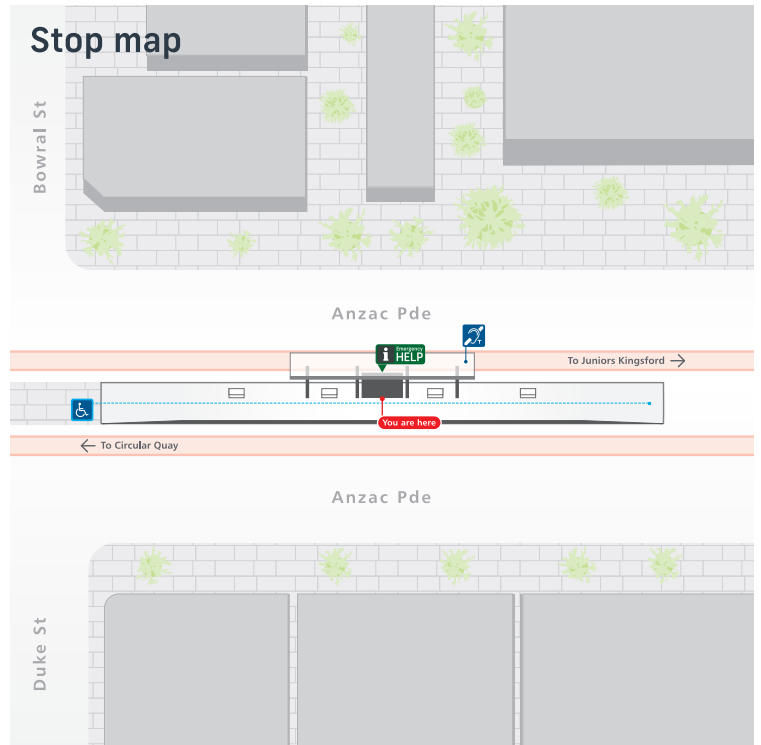 Stop map
Bowral St
Anzac Pde
T
i
Emergency
HELP
To Juniors Kingsford
You are here
To Circular Quay
Anzac Pde
Duke St